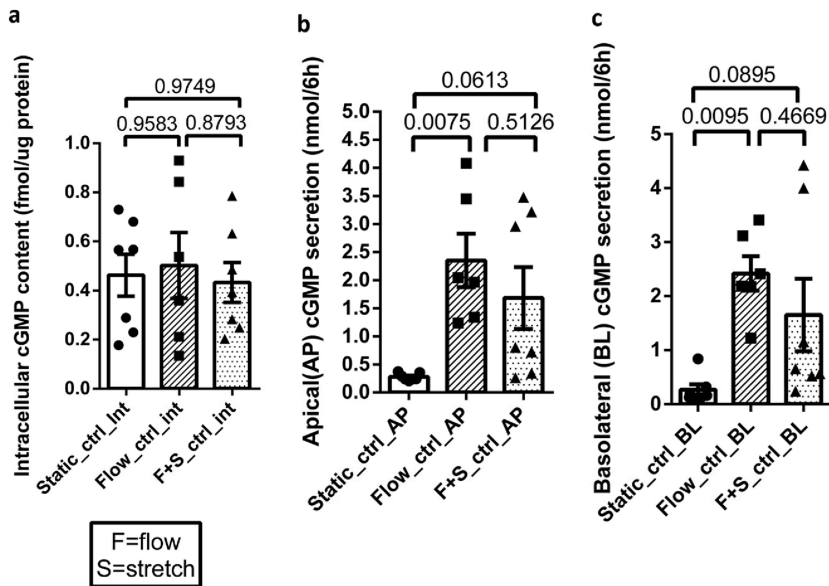 a
Intracellular cGMP content (fmol/ug protein)
0.9749
0.9583
0.8793
1.0
0.8
0.6
0.4
0.2
0.0
Static_ctrl_Int
Flow_ctrl_int
F+S_ctrl_int
F=flow
S=stretch
b
Apical(AP) cGMP secretion (nmol/6h)
0.0613
0.0075
0.5126
5.0
4.5
4.0
3.5
3.0
2.5
2.0
1.5
1.0
0.5
0.0
Static_ctrl_AP
Flow_ctrl_AP
F+S_ctrl_AP
c
Basolateral (BL) cGMP secretion (nmol/6h)
0.0895
0.0095
0.4669
5
4
3
2
1
0
Static_ctrl_BL
Flow_ctrl_BL
F+S_ctrl_BL